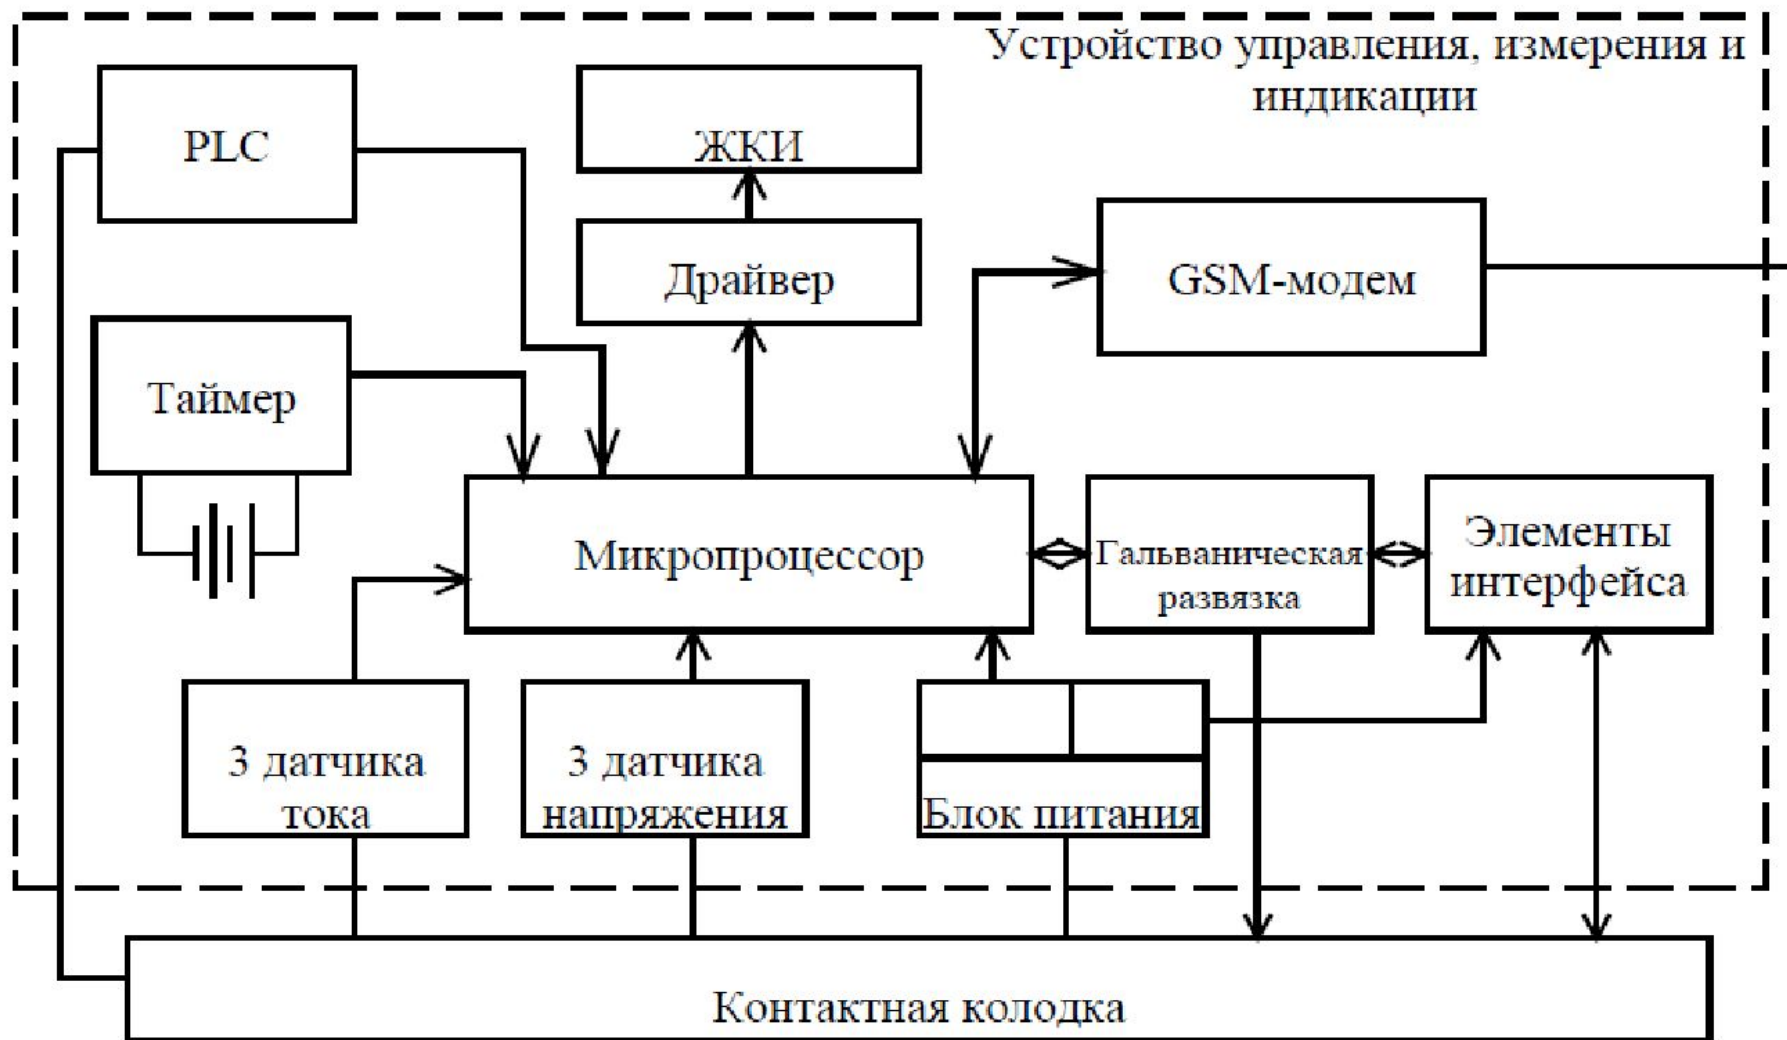 Устройство управления, измерения и
индикации
PLC
ЖКИ
Драйвер
GSM-модем
Таймер
Микропроцессор
Гальваническая
развязка
Элементы
интерфейса
3 датчика
тока
3 датчика
напряжения
Блок питания
Контактная колодка